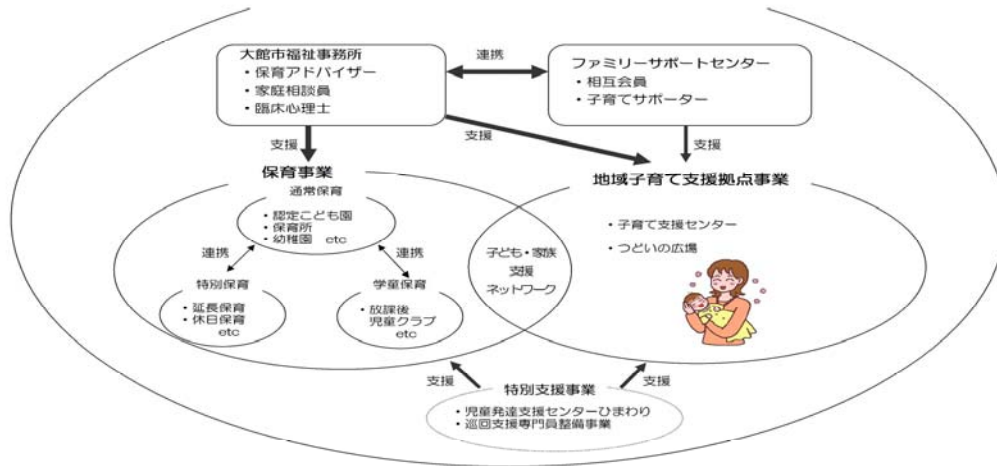 大館市福祉事務所
・保育アドバイザー
・家庭相談員
・臨床心理士
連携
ファミリーサポートセンター
・相互会員
・子育てサポーター
支援
支援
支援
保育事業
地域子育て支援拠点事業
通常保育
・認定こども園
・保育所
・幼稚園 etc
連携
連携
特別保育
・延長保育
・休日保育
etc
学童保育
・放課後
児童クラブ
etc
子ども・家族
支援
ネットワーク
・子育て支援センター
・つどいの広場
支援
支援
特別支援事業
・児童発達支援センターひまわり
・巡回支援専門員整備事業